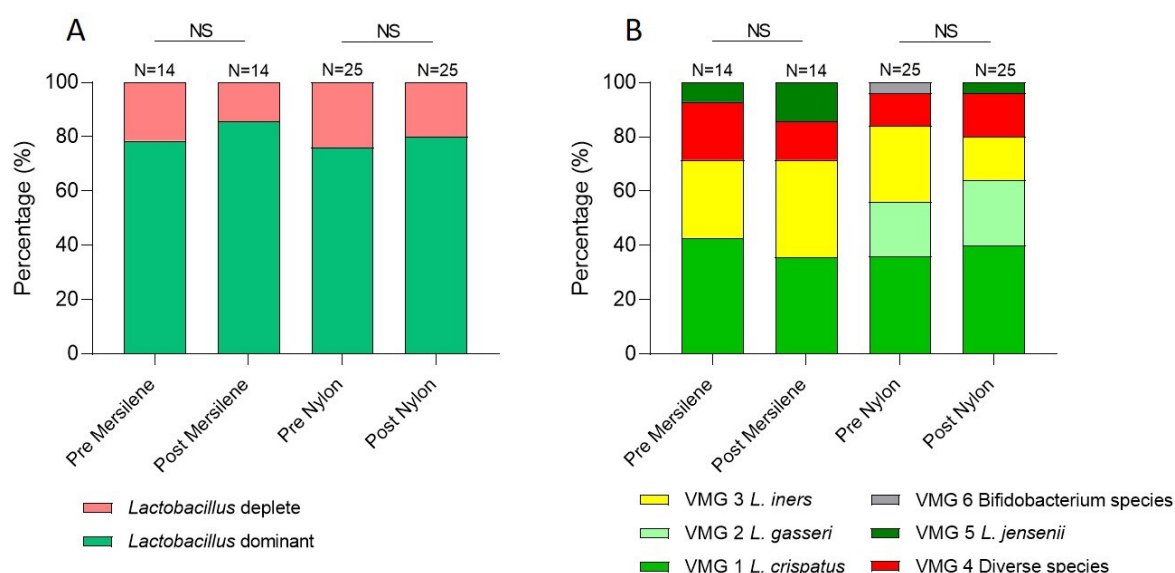 A
NS
NS
N=14
N=14
N=25
N=25
Percentage (%)
100
80
60
40
20
0
Pre Mersilene
Post Mersilene
Pre Nylon
Post Nylon
Lactobacillus deplete
Lactobacillus dominant
B
NS
NS
N=14
N=14
N=25
N=25
Percentage (%)
100
80
60
40
20
0
Pre Mersilene
Post Mersilene
Pre Nylon
Post Nylon
VMG 3 L. iners
VMG 2 L. gasseri
VMG 1 L. crispatus
VMG 6 Bifidobacterium species
VMG 5 L. jensenii
VMG 4 Diverse species